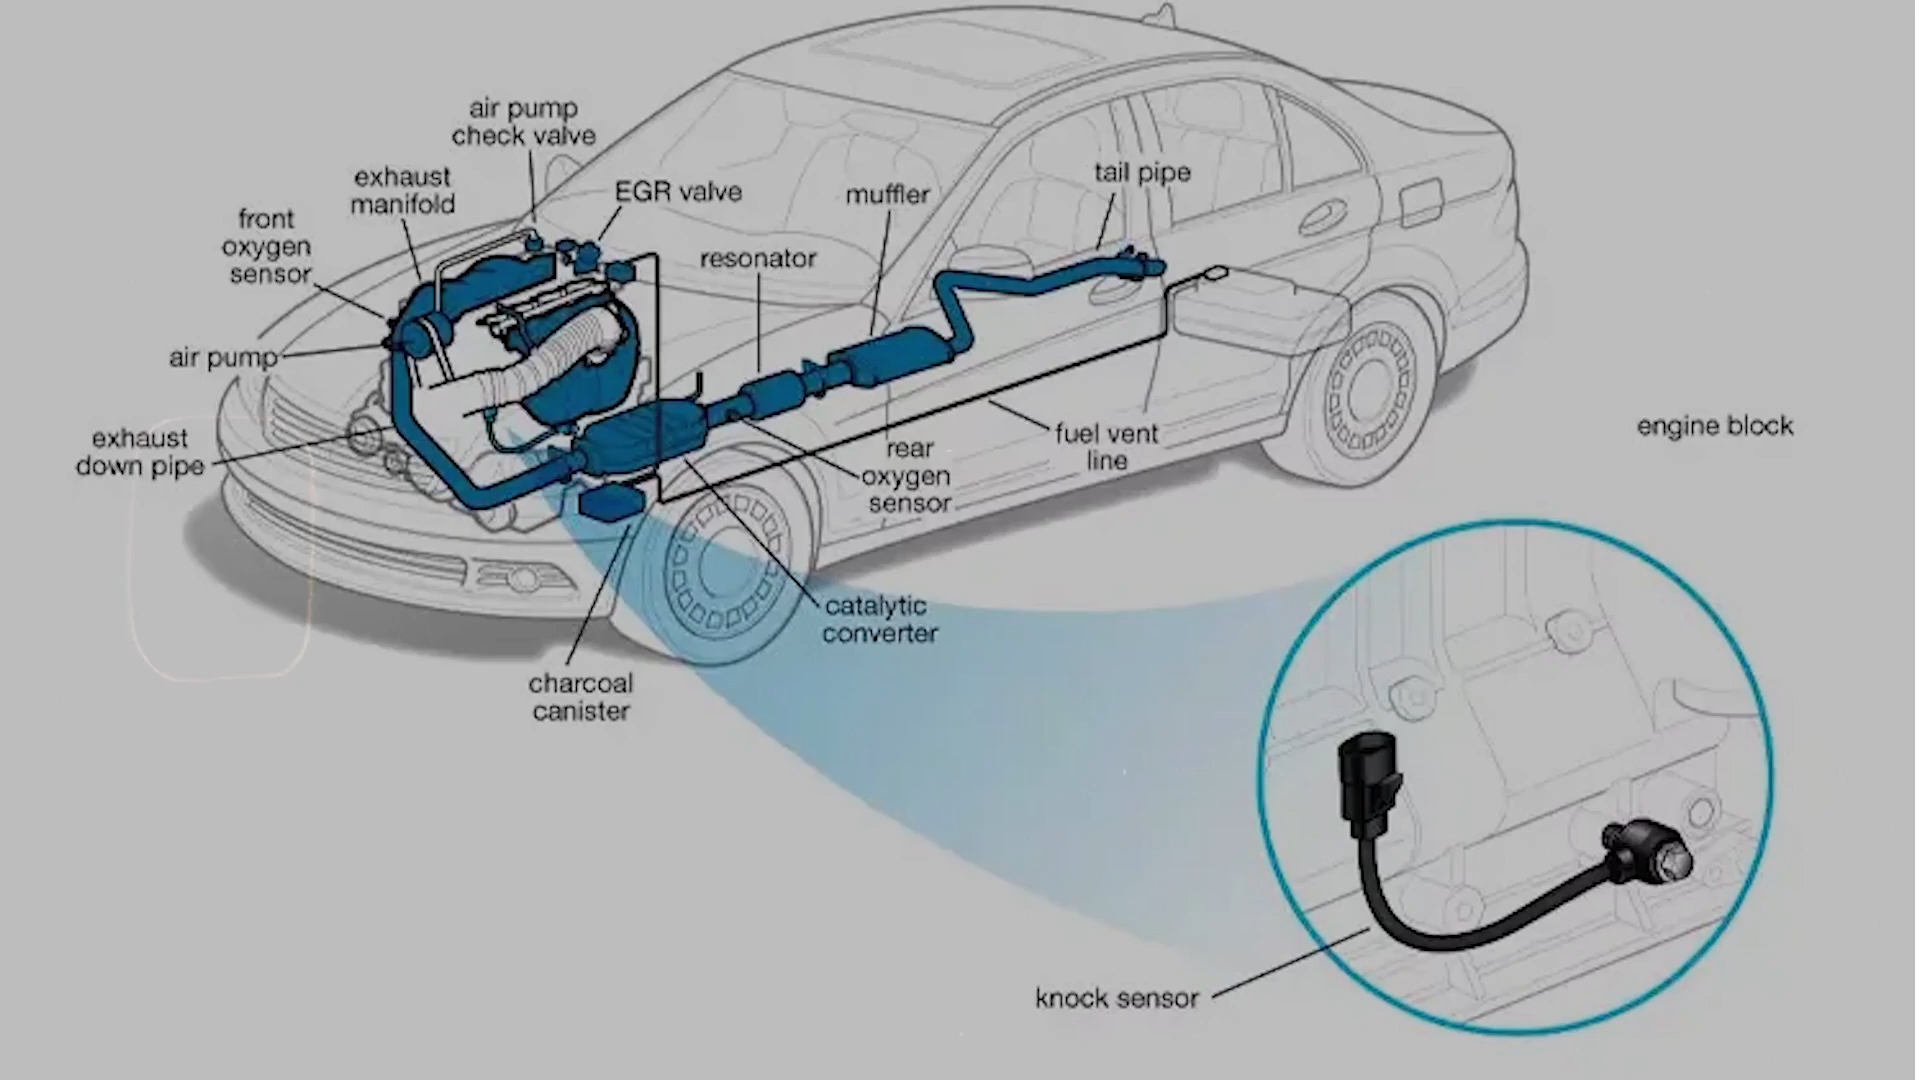 air pump
check valve
exhaust
manifold
EGR valve
tail pipe
muffler
front
oxygen
sensor
resonator
air pump
exhaust
down pipe
fuel vent
line
rear
oxygen
sensor
engine block
catalytic
converter
charcoal
canister
knock sensor